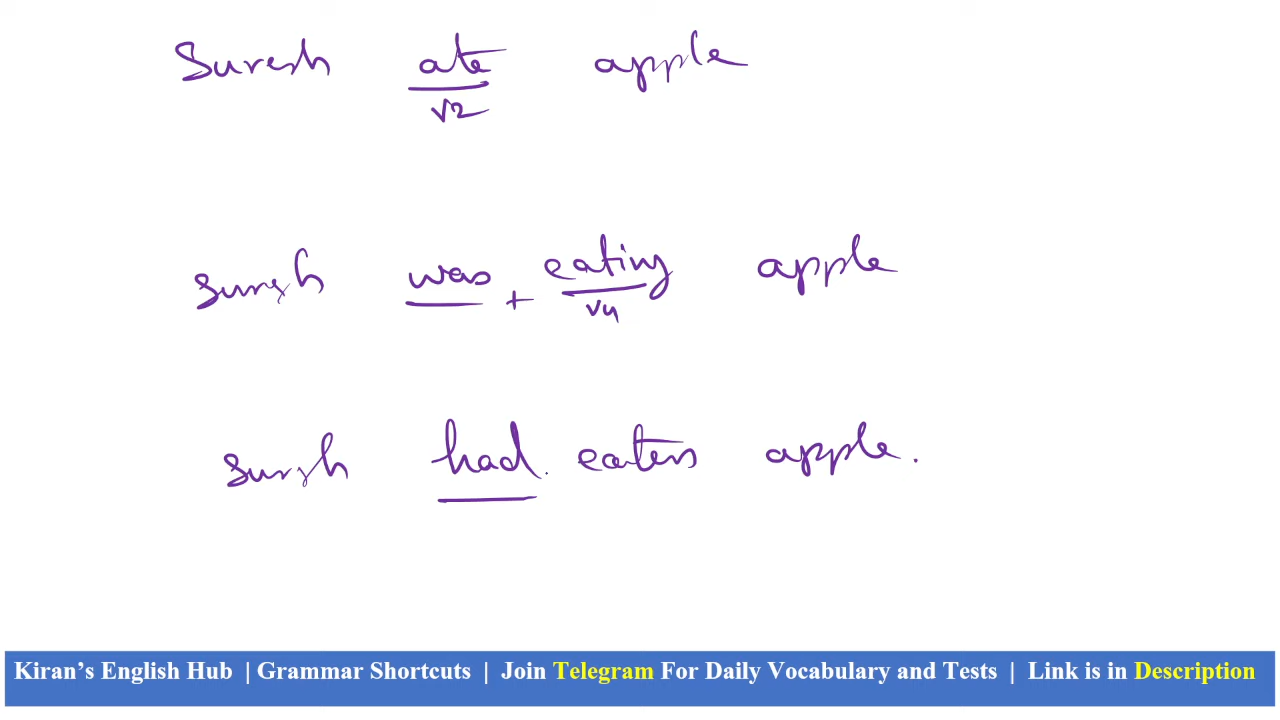 Suresh ate apple
V2
Suresh was + eating apple
V4
Suresh had eaten apple.
Kiran's English Hub | Grammar Shortcuts | Join Telegram For Daily Vocabulary and Tests | Link is in Description